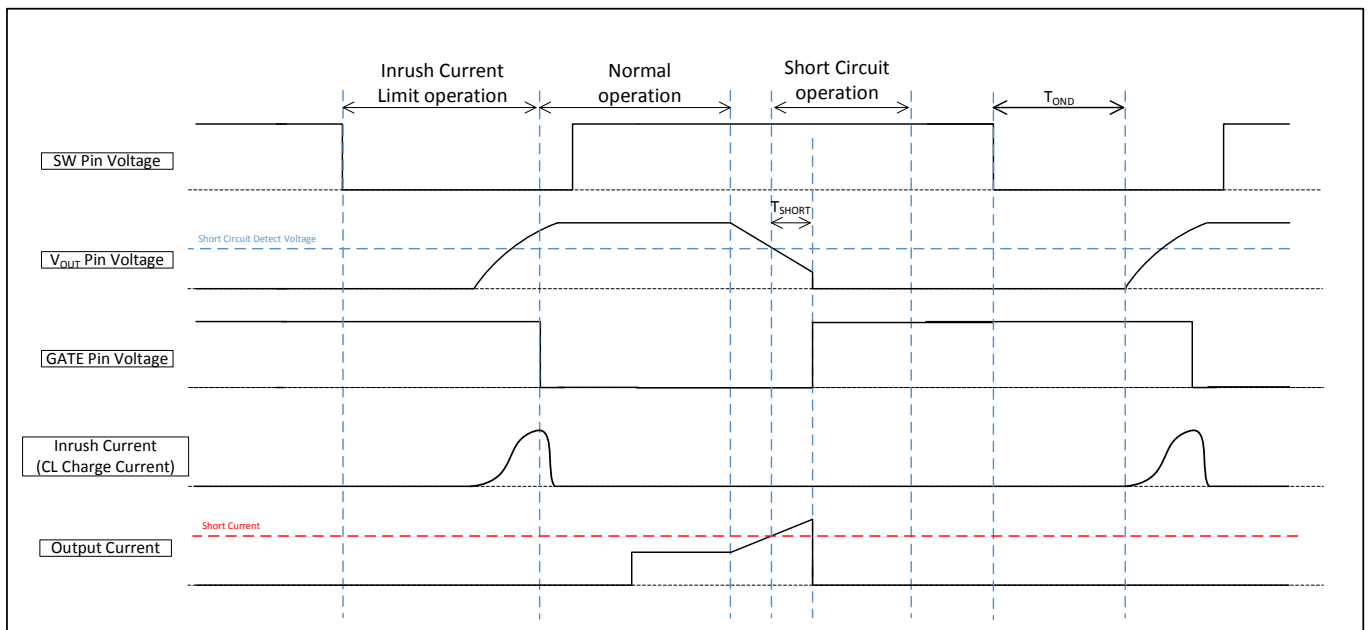 Inrush Current
Limit operation
Normal
operation
Short Circuit
operation
TOND
SW Pin Voltage
TSHORT
Short Circuit Detect Voltage
VOUT Pin Voltage
GATE Pin Voltage
Inrush Current
(CL Charge Current)
Short Current
Output Current